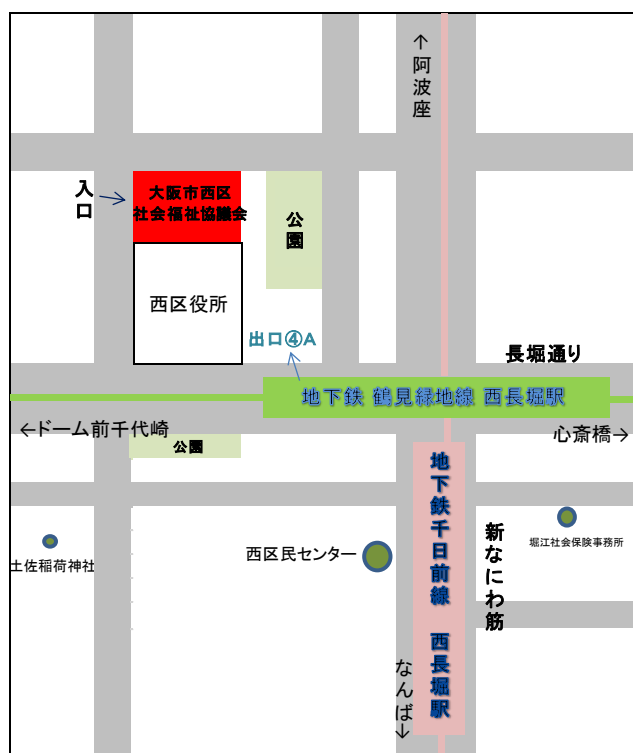 ↑阿波座
入口
大阪市西区
社会福祉協議会
公園
西区役所
出口④A
長堀通り
地下鉄 鶴見緑地線 西長堀駅
←ドーム前千代崎
心斎橋→
公園
地下鉄千日前線 西長堀駅
新なにわ筋
堀江社会保険事務所
西区民センター
土佐稲荷神社
なんば→